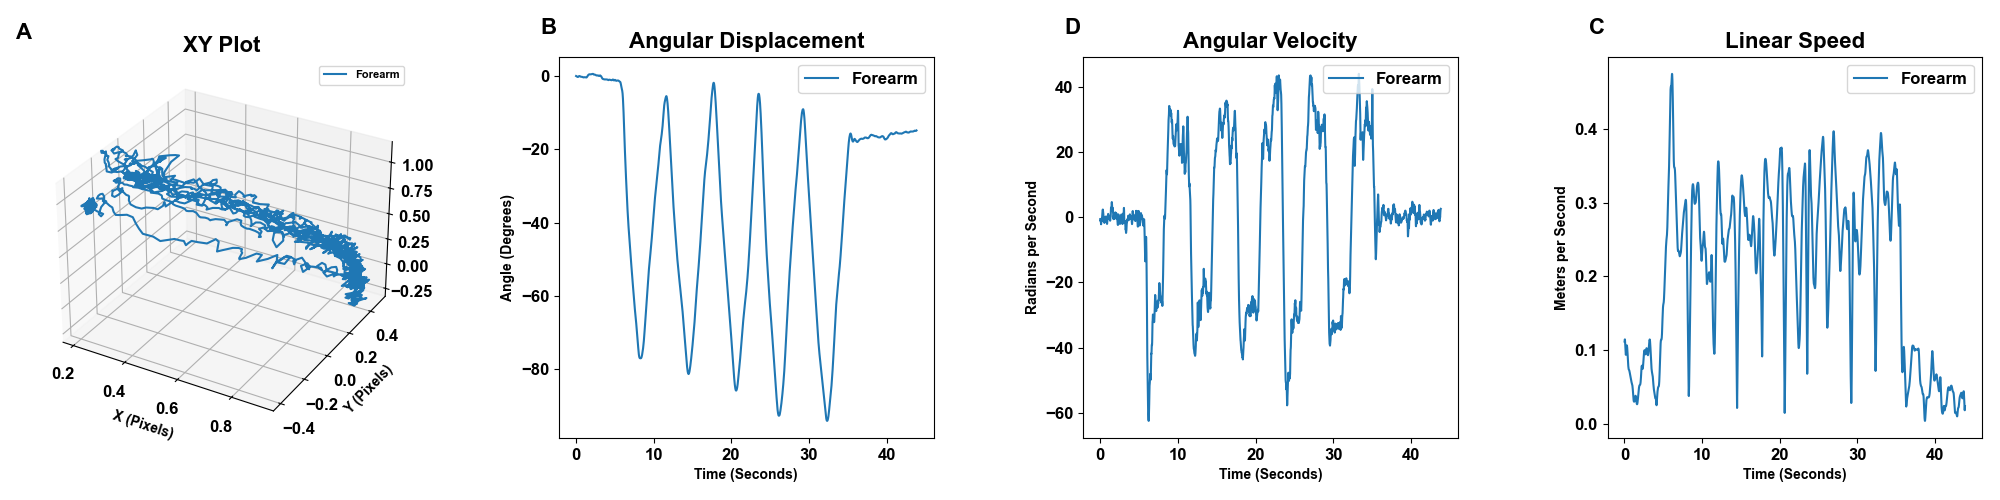 A
XY Plot
Forearm
1.00
0.75
0.50
0.25
0.00
−0.25
0.4
0.2
0.0
−0.2
−0.4
Y (Pixels)
0.2
0.4
0.6
0.8
X (Pixels)
B
Angular Displacement
Forearm
0
−20
−40
−60
−80
Angle (Degrees)
0 10 20 30 40
Time (Seconds)
D
Angular Velocity
Forearm
40
20
0
−20
−40
−60
Radians per Second
0 10 20 30 40
Time (Seconds)
C
Linear Speed
Forearm
0.4
0.3
0.2
0.1
0.0
Meters per Second
0 10 20 30 40
Time (Seconds)